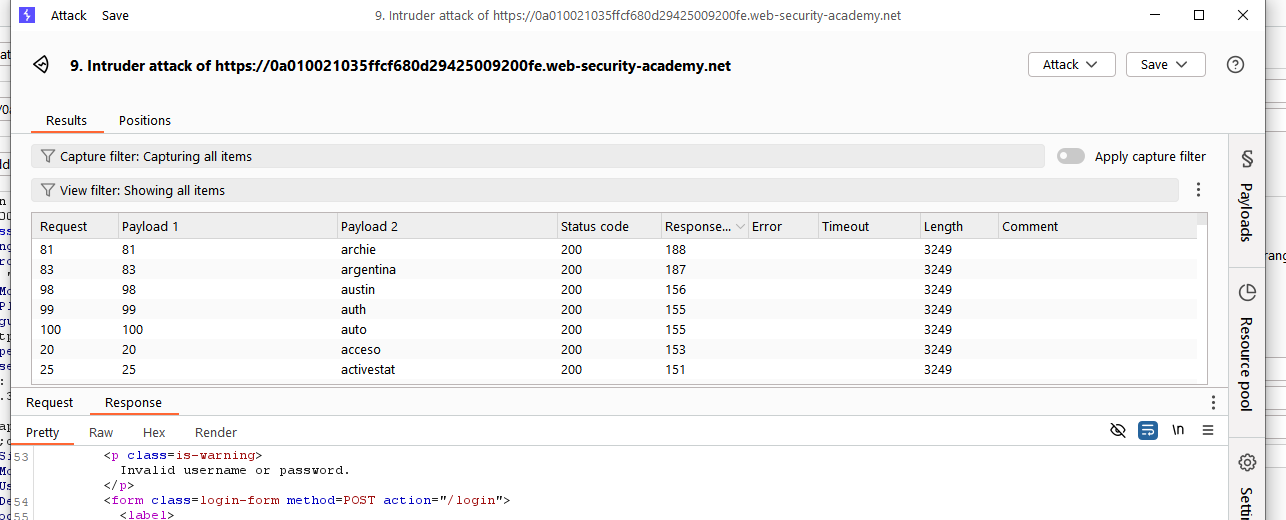 Attack Save 9. Intruder attack of https://0a010021035ffcf680d29425009200fe.web-security-academy.net
9. Intruder attack of https://0a010021035ffcf680d29425009200fe.web-security-academy.net Attack Save
Results Positions
Capture filter: Capturing all items Apply capture filter
View filter: Showing all items
Request Payload 1 Payload 2 Status code Response... Error Timeout Length Comment
81 81 archie 200 188 3249
83 83 argentina 200 187 3249
98 98 austin 200 156 3249
99 99 auth 200 155 3249
100 100 auto 200 155 3249
20 20 acceso 200 153 3249
25 25 activestat 200 151 3249
Payloads
Resource pool
Request Response
Pretty Raw Hex Render \n
53 <p class=is-warning>
Invalid username or password.
</p>
54 <form class=login-form method=POST action="/login">
55 <label>